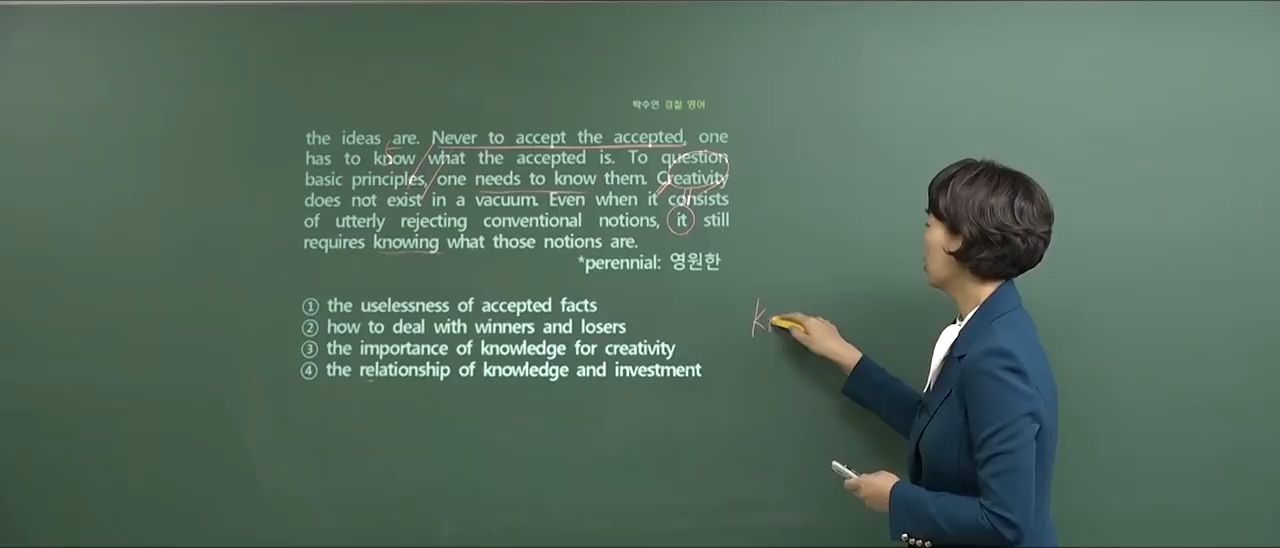 박수연 경찰 영어
the ideas are. Never to accept the accepted, one
has to know what the accepted is. To question
basic principles, one needs to know them. Creativity
does not exist in a vacuum. Even when it consists
of utterly rejecting conventional notions, it still
requires knowing what those notions are.
*perennial: 영원한
① the uselessness of accepted facts
② how to deal with winners and losers
③ the importance of knowledge for creativity
④ the relationship of knowledge and investment
Kn